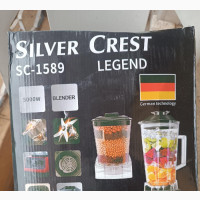 SILVER CREST
SC-1589 LEGEND
BLENDER
German technology